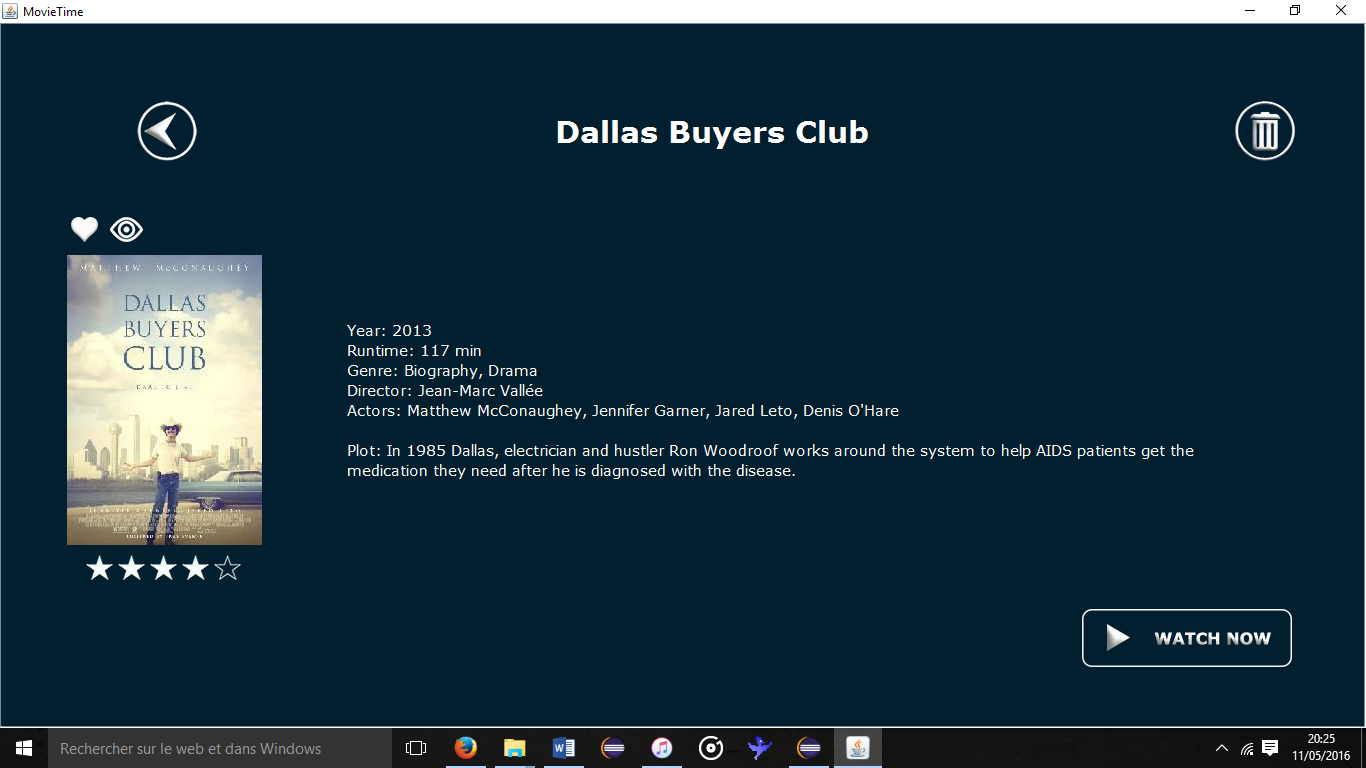 MovieTime
Dallas Buyers Club
MATTHEW McCONAUGHEY
DALLAS
BUYERS
CLUB
Year: 2013
Runtime: 117 min
Genre: Biography, Drama
Director: Jean-Marc Vallée
Actors: Matthew McConaughey, Jennifer Garner, Jared Leto, Denis O'Hare
Plot: In 1985 Dallas, electrician and hustler Ron Woodroof works around the system to help AIDS patients get the
medication they need after he is diagnosed with the disease.
WATCH NOW
Rechercher sur le web et dans Windows
20:25
11/05/2016